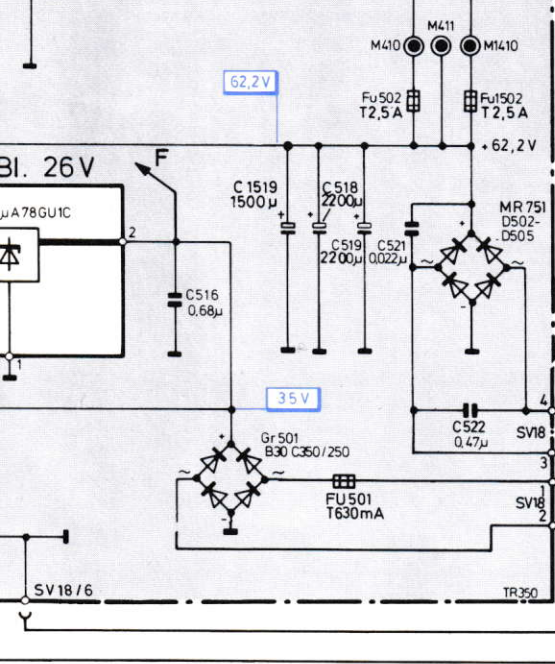 M411
M410
M1410
62,2V
Fu502
T2,5A
Fu1502
T2,5A
+62,2V
BI. 26V
F
C1519
1500µ
C518
2200µ
MR751
D502-
D505
µA78GU1C
2
+
+
+
+
C519
2200µ
C521
0,022µ
~
~
-
C516
0,68µ
1
35V
4
C522
0,47µ
SV18
3
Gr501
B30 C350/250
+
~
~
-
1
FU501
T630mA
SV18
2
SV18/6
TR350